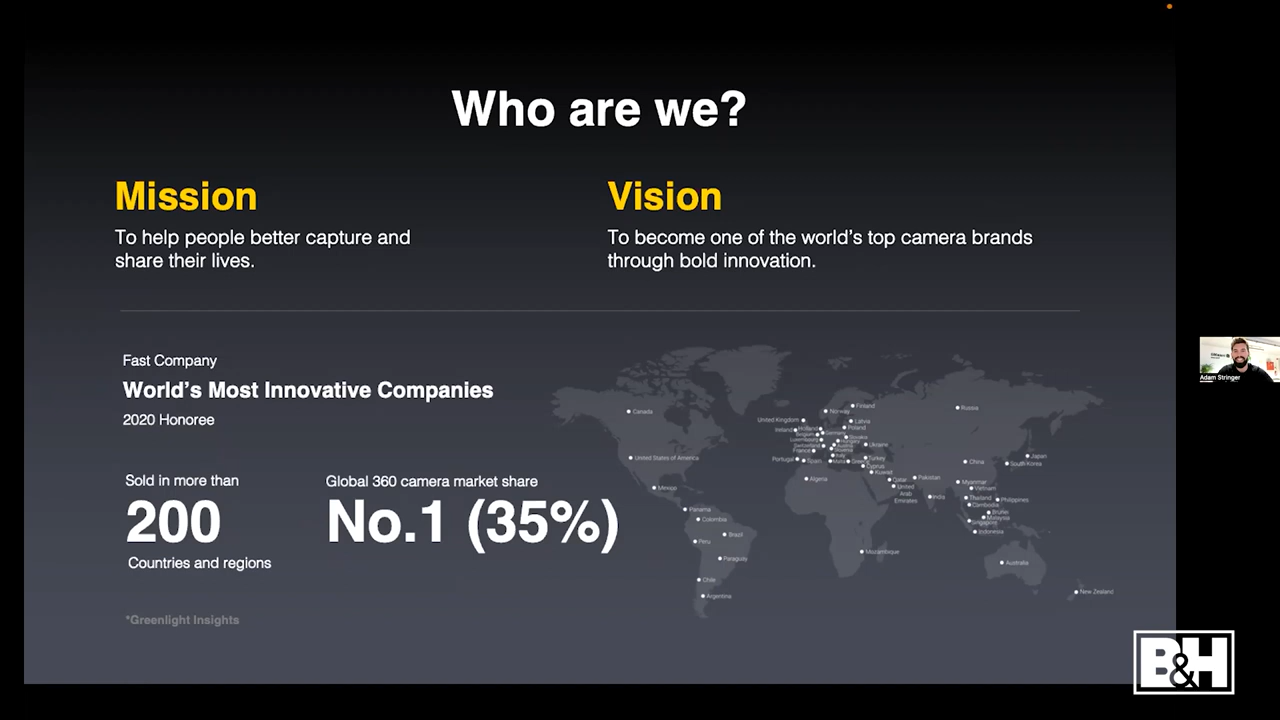 Who are we?
Mission
To help people better capture and
share their lives.
Vision
To become one of the world's top camera brands
through bold innovation.
Fast Company
World's Most Innovative Companies
2020 Honoree
Sold in more than
200
Countries and regions
Global 360 camera market share
No.1 (35%)
*Greenlight Insights
Canada
United States of America
Mexico
Panama
Colombia
Peru
Brasil
Paraguay
Chile
Argentina
United Kingdom
Norway
Finland
Latvia
Ireland
Holland
Poland
Germany
Ukraine
France
Portugal
Spain
Italy
Malta
Turkey
Cyprus
Kuwait
Algeria
Qatar
Pakistan
United
Arab
Emirates
India
Mozambique
Russia
China
Japan
South Korea
Myanmar
Vietnam
Thailand
Philippines
Cambodia
Brunei
Malaysia
Singapore
Indonesia
Australia
New Zealand
Adam Stringer
B&H